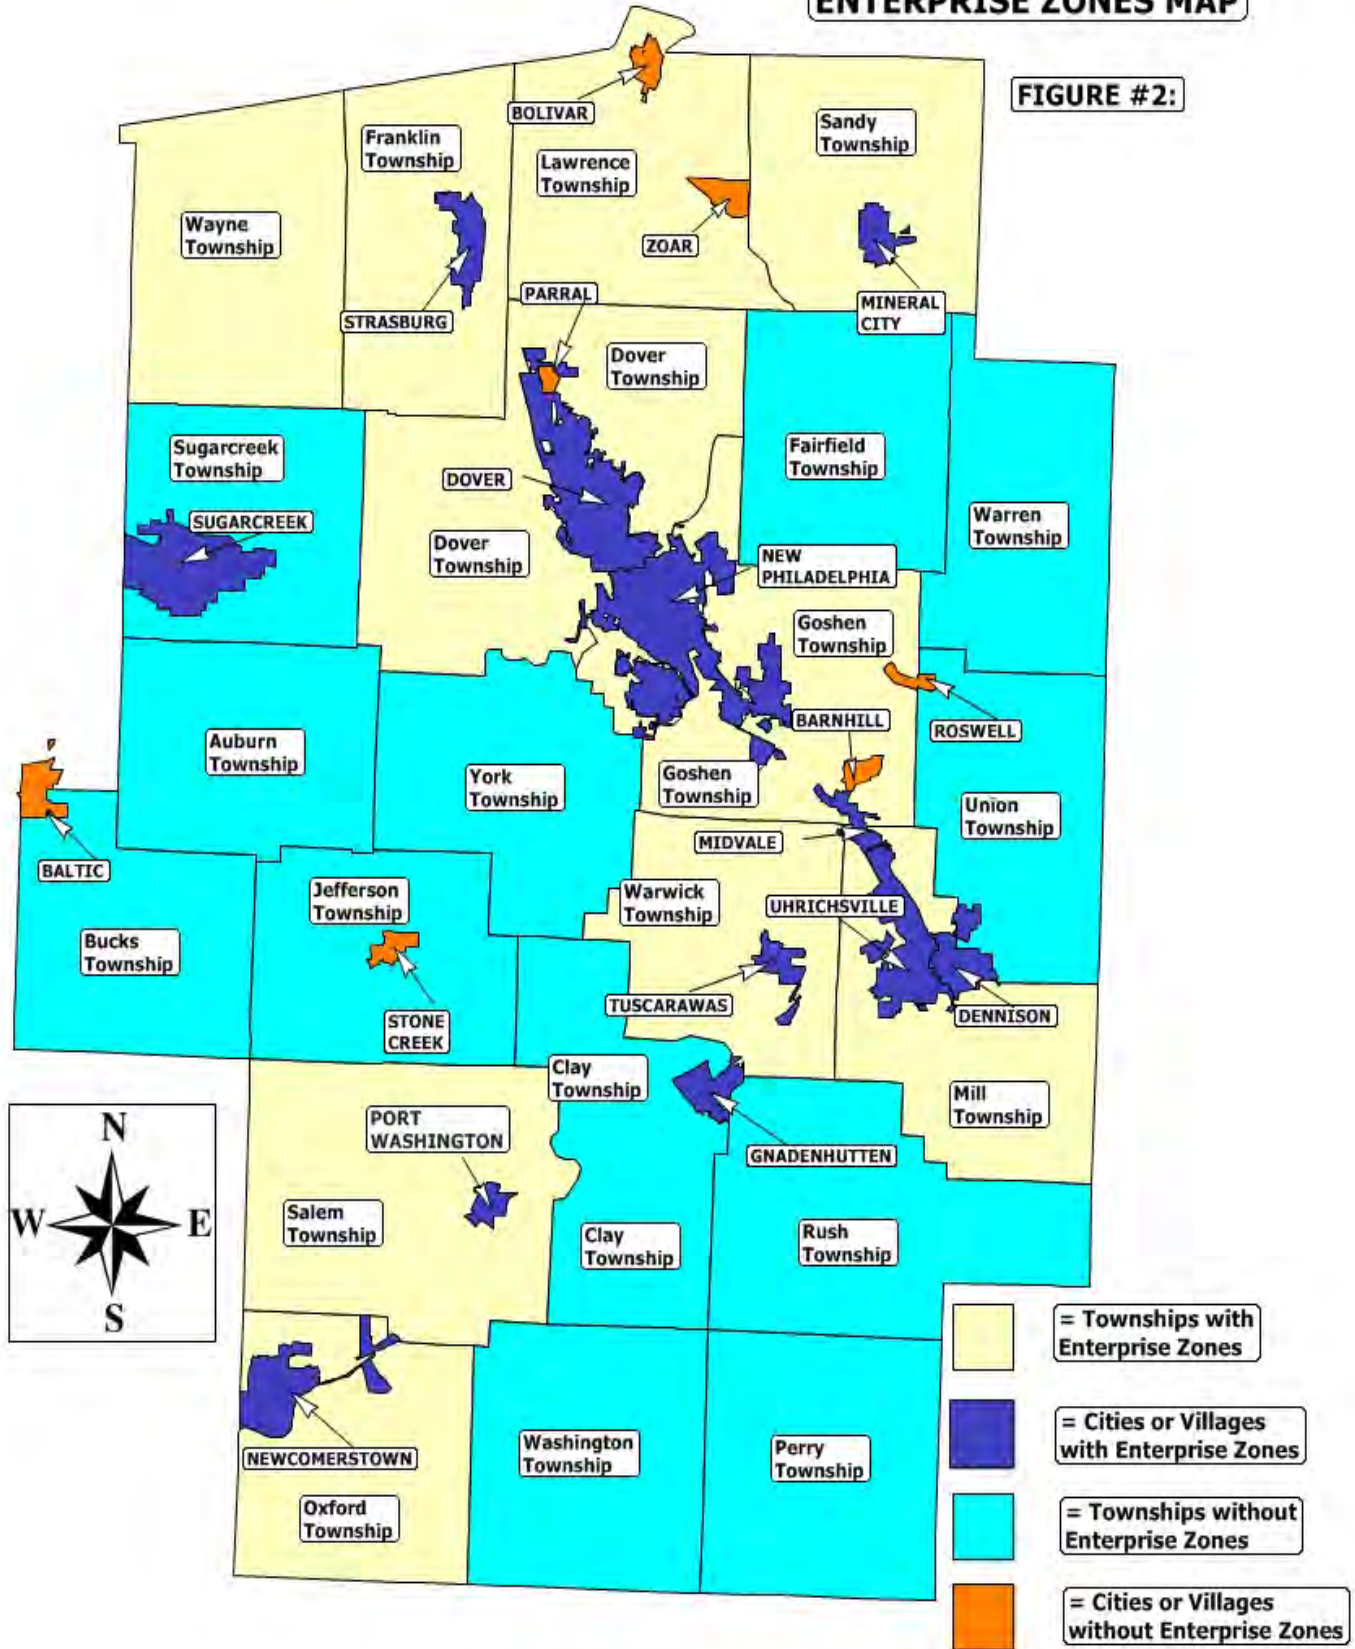 ENTERPRISE ZONES MAP
FIGURE #2:
BOLIVAR
Franklin
Township
Sandy
Township
Lawrence
Township
Wayne
Township
ZOAR
PARRAL
STRASBURG
MINERAL
CITY
Dover
Township
Sugarcreek
Township
Fairfield
Township
DOVER
SUGARCREEK
Warren
Township
Dover
Township
NEW
PHILADELPHIA
Goshen
Township
BARNHILL
ROSWELL
Auburn
Township
York
Township
Goshen
Township
Union
Township
MIDVALE
BALTIC
Jefferson
Township
Warwick
Township
UHRICHSVILLE
Bucks
Township
TUSCARAWAS
DENNISON
STONE
CREEK
Clay
Township
Mill
Township
PORT
WASHINGTON
GNADENHUTTEN
N
W
E
S
Salem
Township
Clay
Township
Rush
Township
= Townships with
Enterprise Zones
= Cities or Villages
with Enterprise Zones
Washington
Township
Perry
Township
NEWCOMERSTOWN
Oxford
Township
= Townships without
Enterprise Zones
= Cities or Villages
without Enterprise Zones